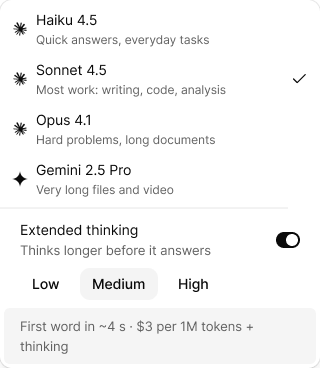 Haiku 4.5
Quick answers, everyday tasks
Sonnet 4.5
Most work: writing, code, analysis
Opus 4.1
Hard problems, long documents
Gemini 2.5 Pro
Very long files and video
Extended thinking
Thinks longer before it answers
Low Medium High
First word in ~4 s · $3 per 1M tokens +
thinking